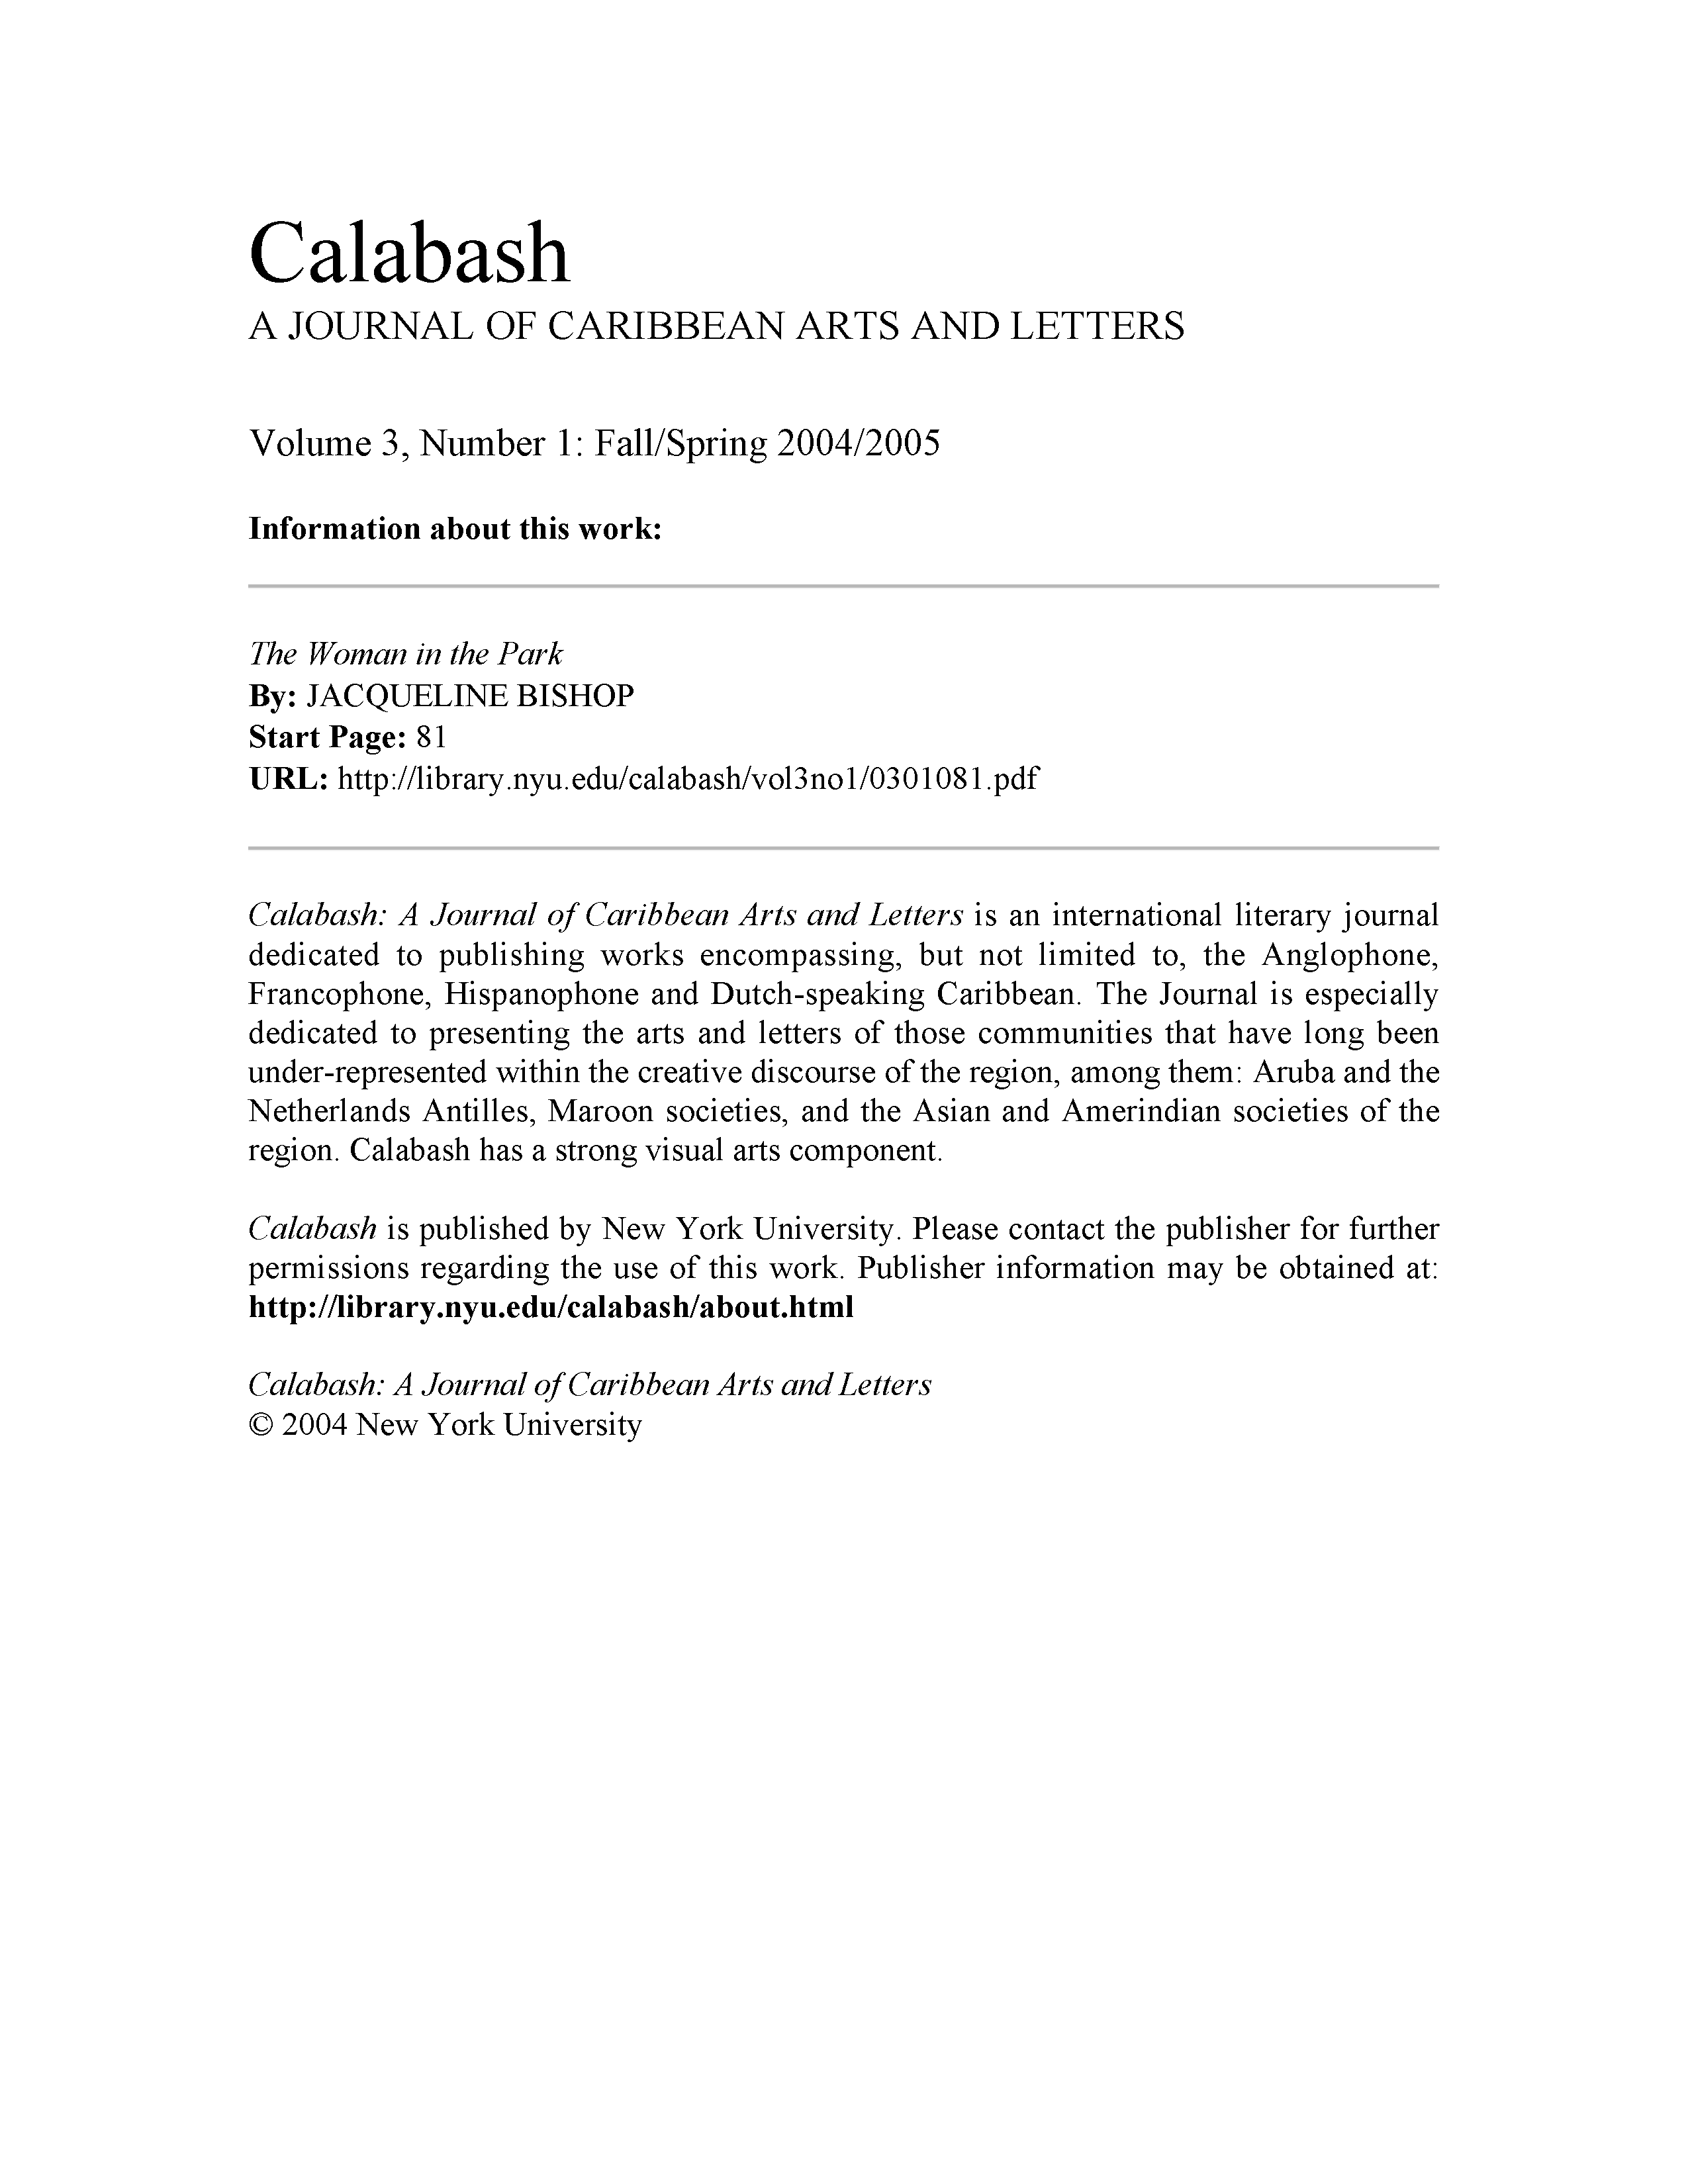 Calabash
A JOURNAL OF CARIBBEAN ARTS AND LETTERS
Volume 3, Number 1: Fall/Spring 2004/2005
Information about this work:
The Woman in the Park
By: JACQUELINE BISHOP
Start Page: 81
URL: http://library.nyu.edu/calabash/vol3no1/0301081.pdf
Calabash: A Journal of Caribbean Arts and Letters is an international literary journal
dedicated to publishing works encompassing, but not limited to, the Anglophone,
Francophone, Hispanophone and Dutch-speaking Caribbean. The Journal is especially
dedicated to presenting the arts and letters of those communities that have long been
under-represented within the creative discourse of the region, among them: Aruba and the
Netherlands Antilles, Maroon societies, and the Asian and Amerindian societies of the
region. Calabash has a strong visual arts component.
Calabash is published by New York University. Please contact the publisher for further
permissions regarding the use of this work. Publisher information may be obtained at:
http://library.nyu.edu/calabash/about.html
Calabash: A Journal of Caribbean Arts and Letters
© 2004 New York University